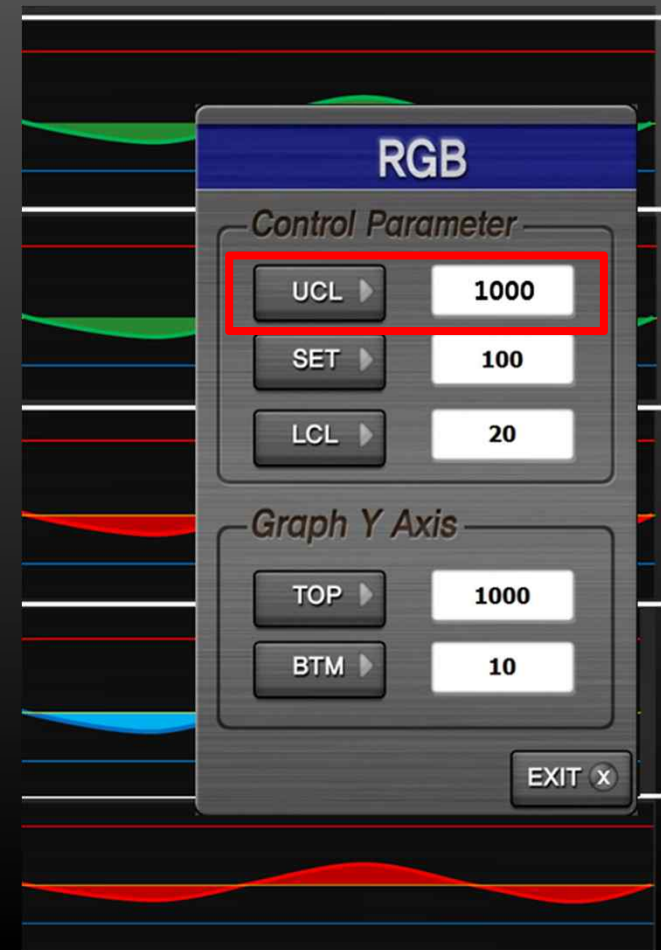 RGB
Control Parameter
UCL 1000
SET 100
LCL 20
Graph Y Axis
TOP 1000
BTM 10
EXIT X